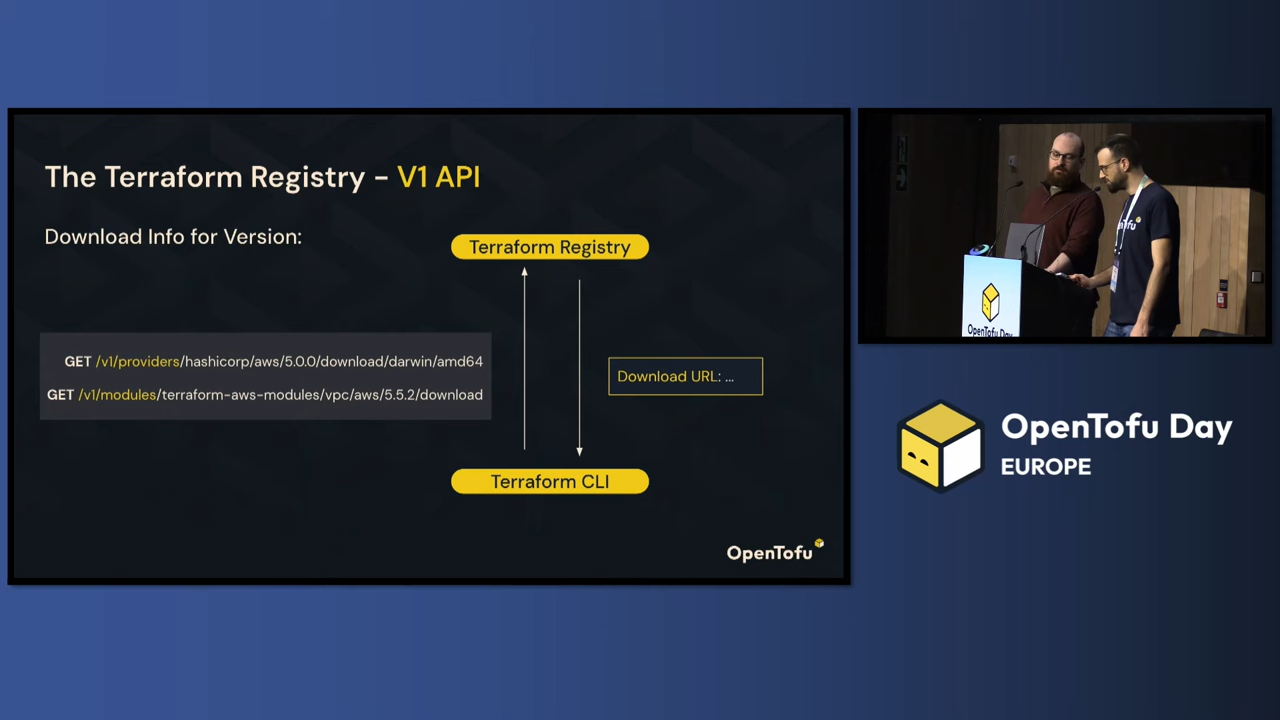 The Terraform Registry - V1 API
Download Info for Version:
Terraform Registry
GET /v1/providers/hashicorp/aws/5.0.0/download/darwin/amd64
GET /v1/modules/terraform-aws-modules/vpc/aws/5.5.2/download
Download URL: ...
Terraform CLI
OpenTofu
OpenTofu Day
OpenTofu Day
EUROPE